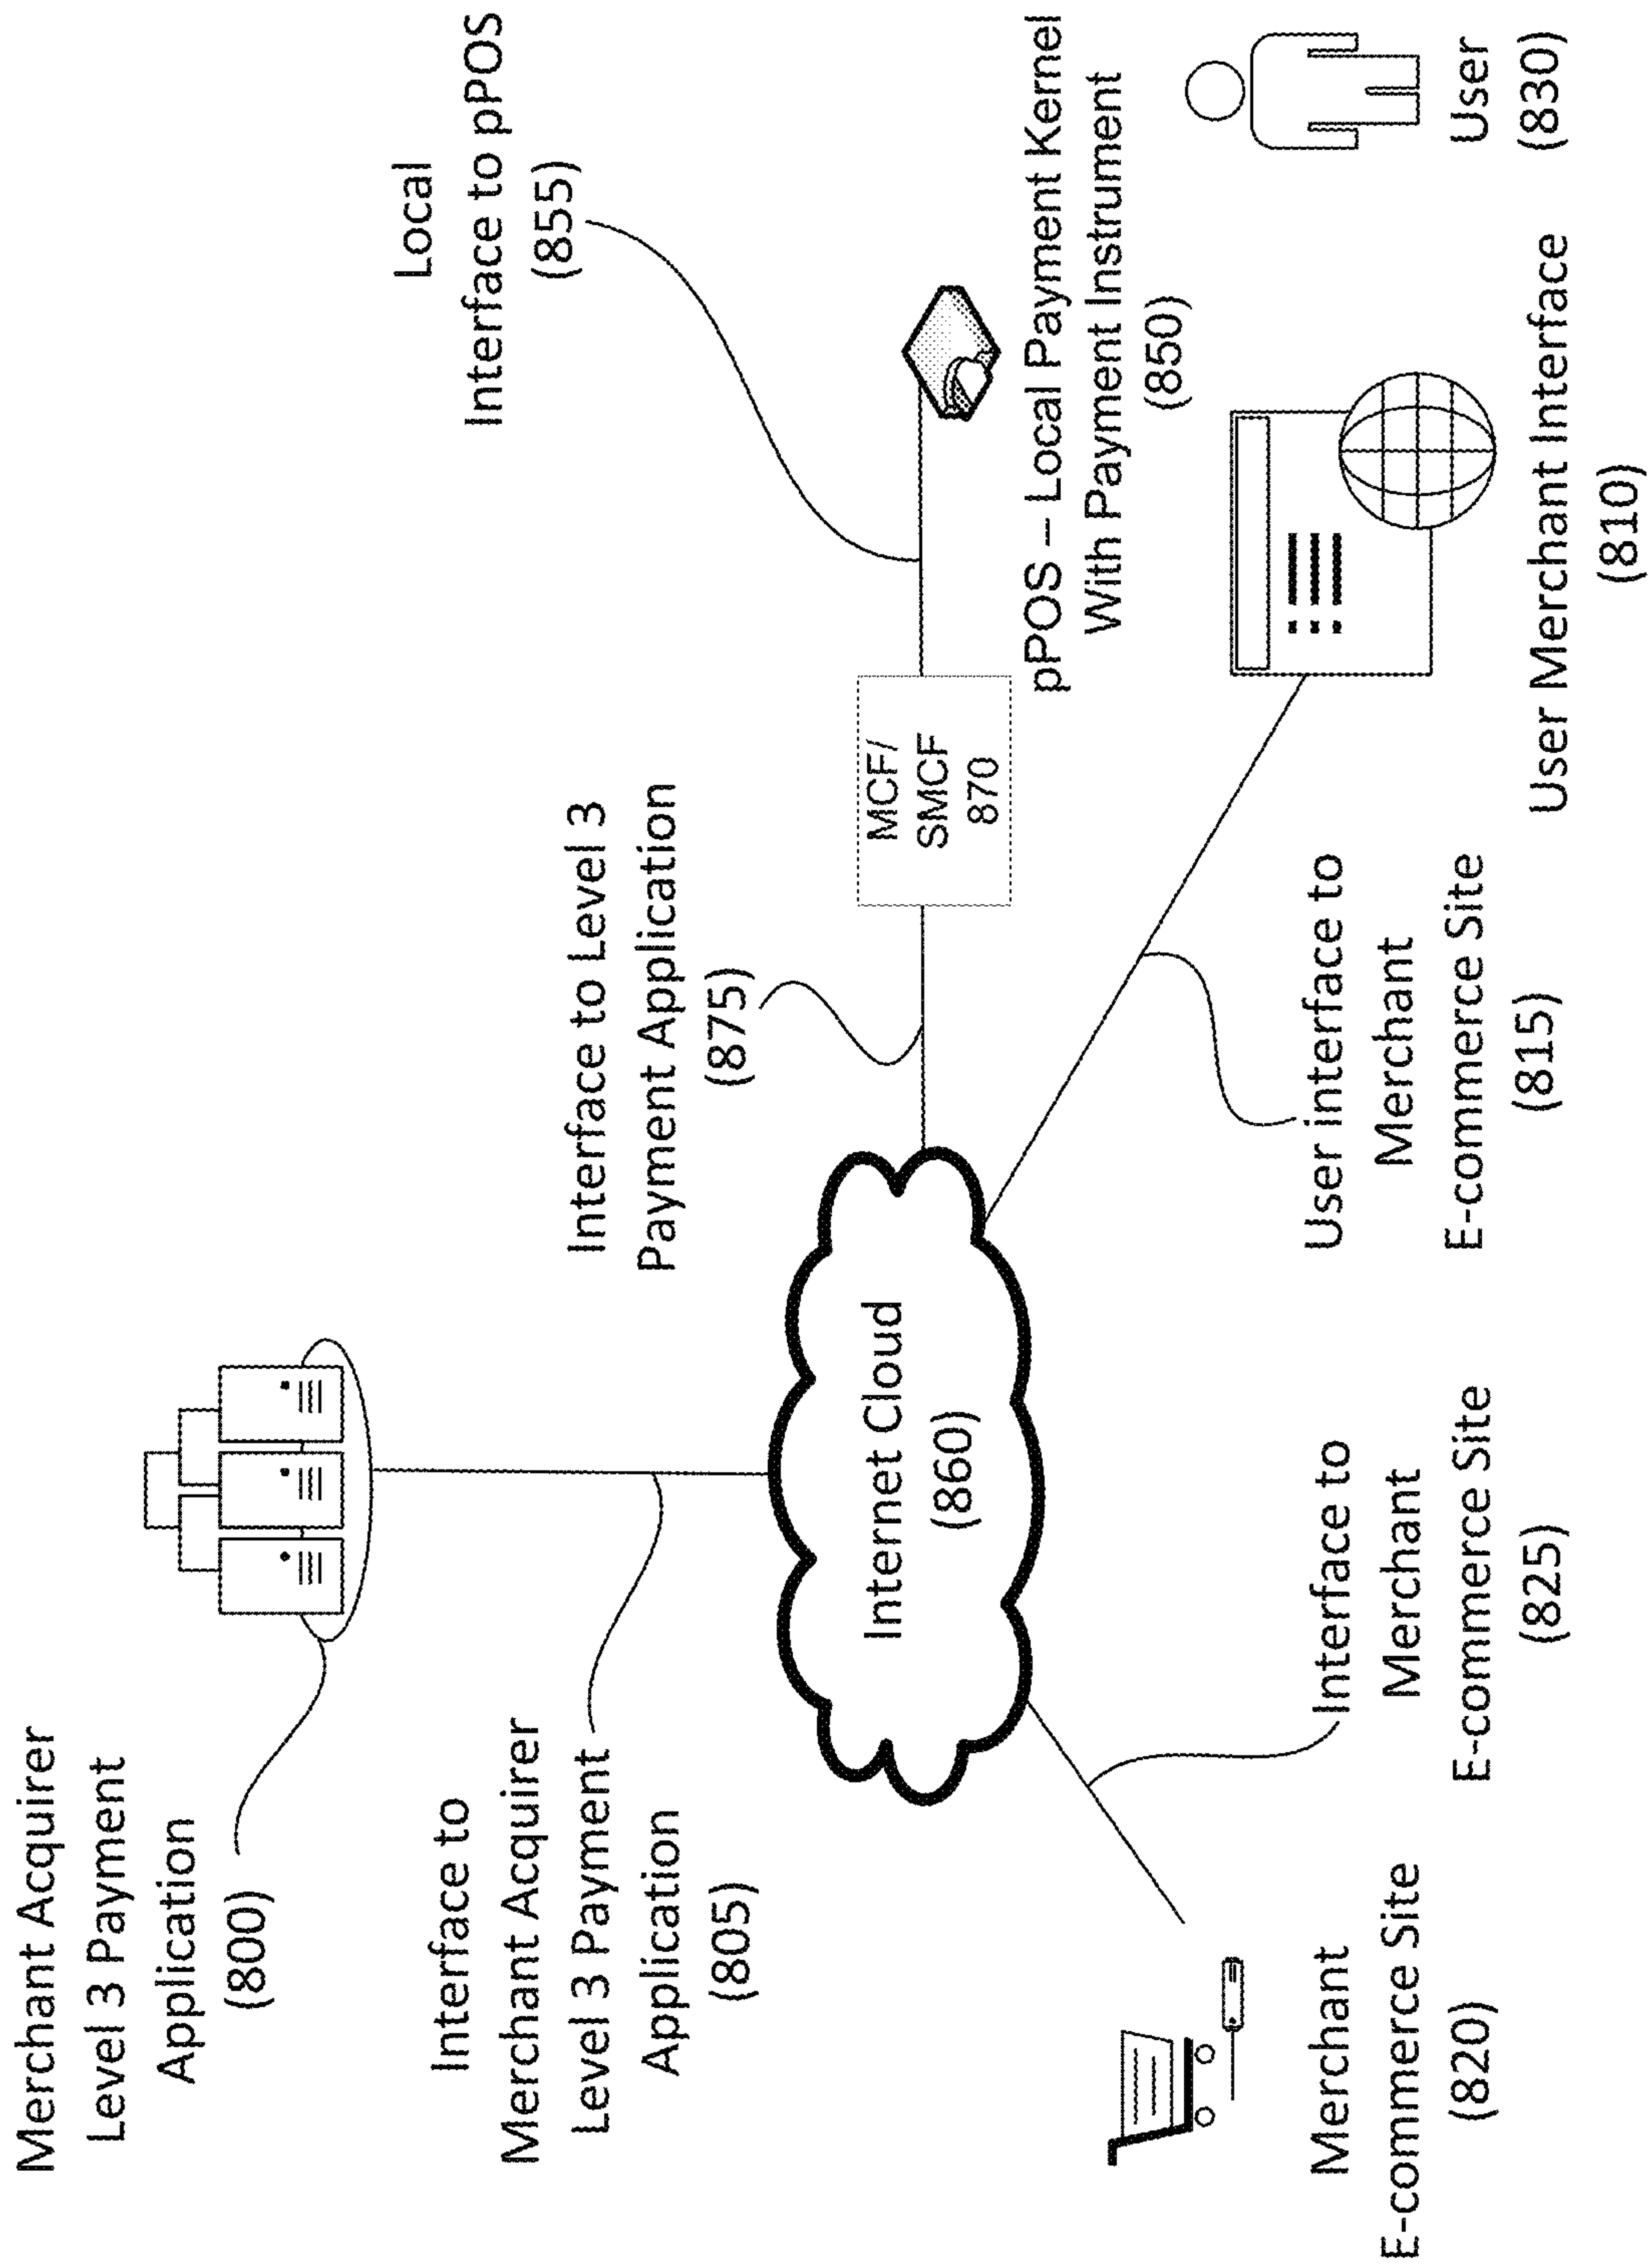 Merchant Acquirer
Level 3 Payment
Application
(800)
Interface to
Merchant Acquirer
Level 3 Payment
Application
(805)
Local
Interface to pPOS
(855)
Interface to Level 3
Payment Application
(875)
MCF/
SMCF
870
Internet Cloud
(860)
pPOS – Local Payment Kernel
With Payment Instrument
(850)
User
(830)
User Merchant Interface
(810)
User interface to
Merchant
E-commerce Site
(815)
Interface to
Merchant
E-commerce Site
(825)
Merchant
E-commerce Site
(820)